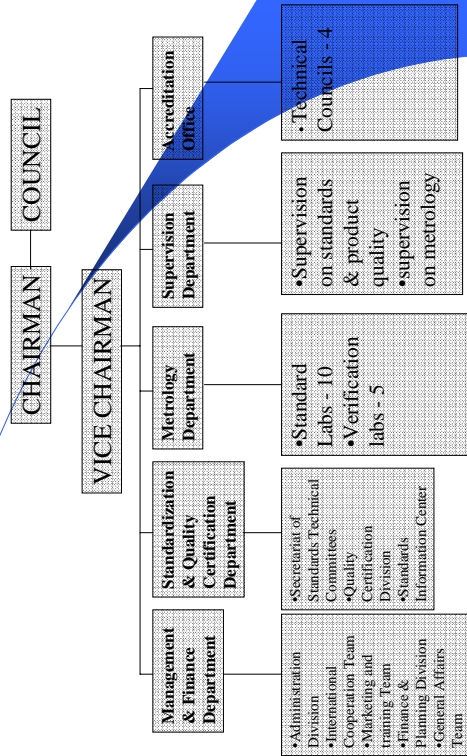 CHAIRMAN
COUNCIL
VICE CHAIRMAN
Management
& Finance
Department
Standardization
& Quality
Certification
Department
Metrology
Department
Supervision
Department
Accreditation
Office
•Administration
Division
•International
Cooperation Team
•Marketing and
training Team
•Finance &
Planning Division
•General Affairs
Team
•Secretariat of
Standards Technical
Committees
•Quality
Certification
Division
•Standards
Information Center
•Standard
Labs - 10
•Verification
labs - 5
•Supervision
on standards
& product
quality
•supervision
on metrology
•Technical
Councils - 4